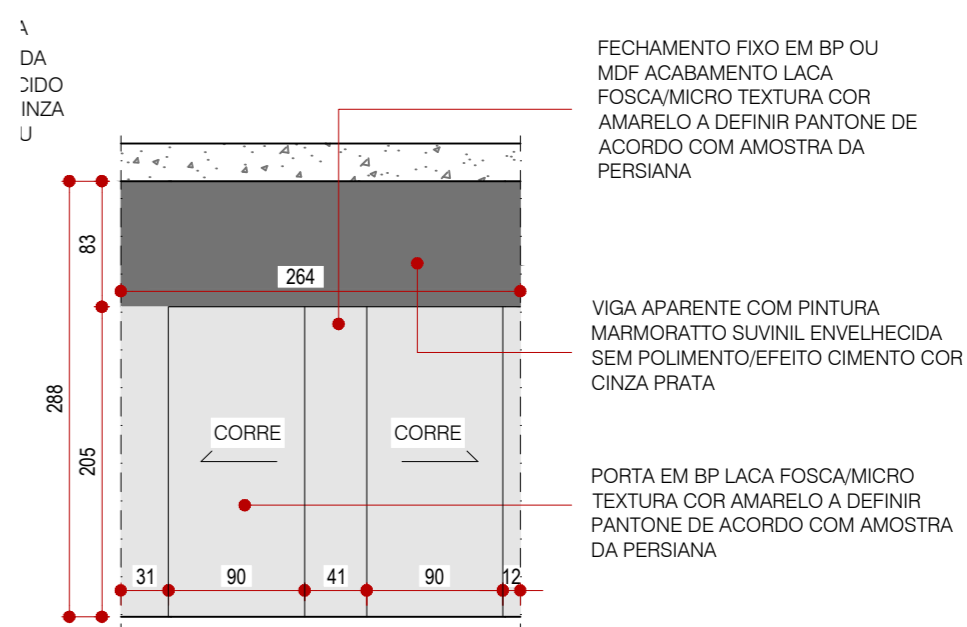 DA
INZA
FECHAMENTO FIXO EM BP OU
MDF ACABAMENTO LACA
FOSCA/MICRO TEXTURA COR
AMARELO A DEFINIR PANTONE DE
ACORDO COM AMOSTRA DA
PERSIANA
83
264
VIGA APARENTE COM PINTURA
MARMORATTO SUVINIL ENVELHECIDA
SEM POLIMENTO/EFEITO CIMENTO COR
CINZA PRATA
288
205
CORRE
CORRE
PORTA EM BP LACA FOSCA/MICRO
TEXTURA COR AMARELO A DEFINIR
PANTONE DE ACORDO COM AMOSTRA
DA PERSIANA
31 90 41 90 12